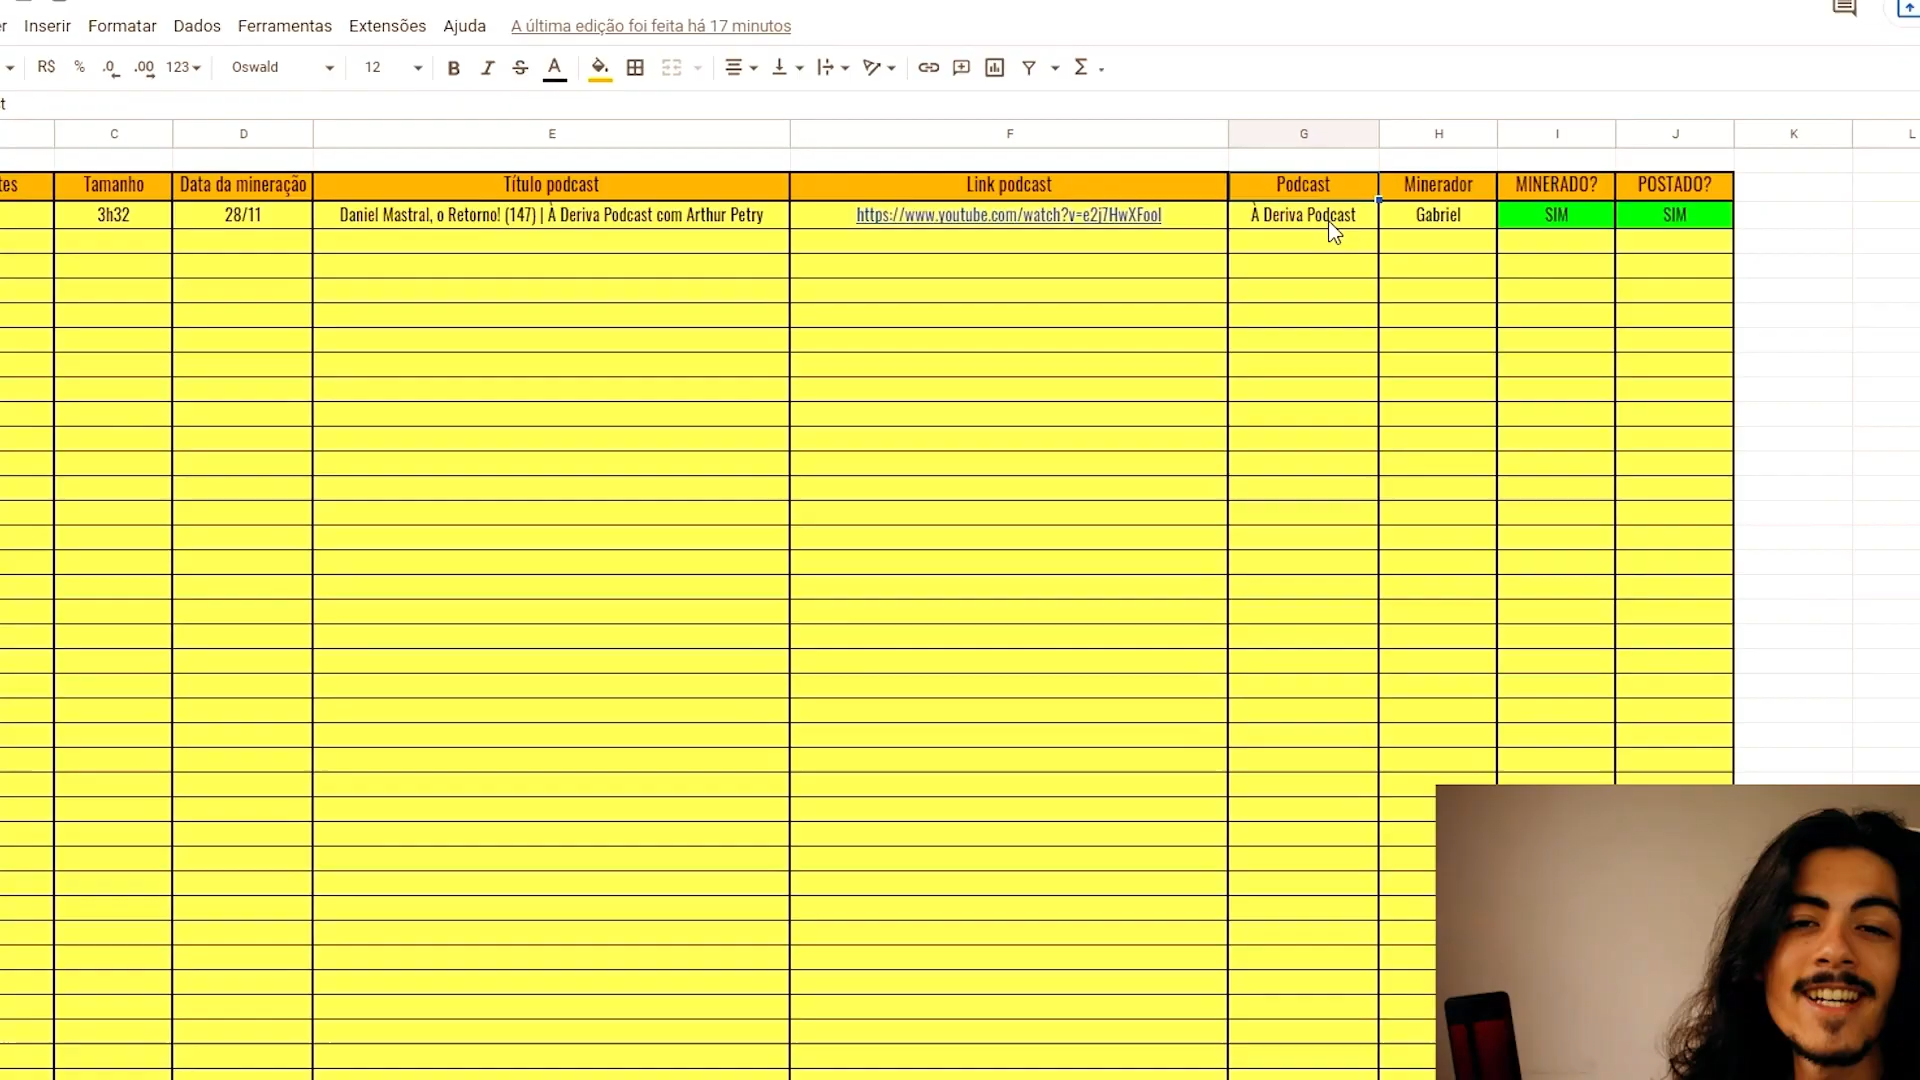 r Inserir Formatar Dados Ferramentas Extensões Ajuda A última edição foi feita há 17 minutos
R$ % .0 .00 123 Oswald 12 B I S A Σ
t
C D E F G H I J K L
tes Tamanho Data da mineração Título podcast Link podcast Podcast Minerador MINERADO? POSTADO?
3h32 28/11 Daniel Mastral, o Retorno! (147) | À Deriva Podcast com Arthur Petry https://www.youtube.com/watch?v=e2j7HwXFooI À Deriva Podcast Gabriel SIM SIM